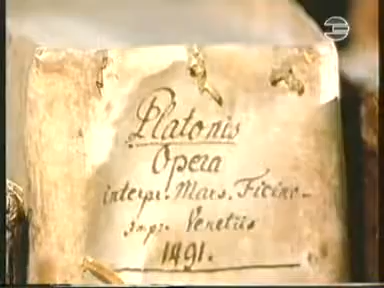 Platonis
Opera
interpr. Mars. Ficino-
Impr. Venetiis
1491.